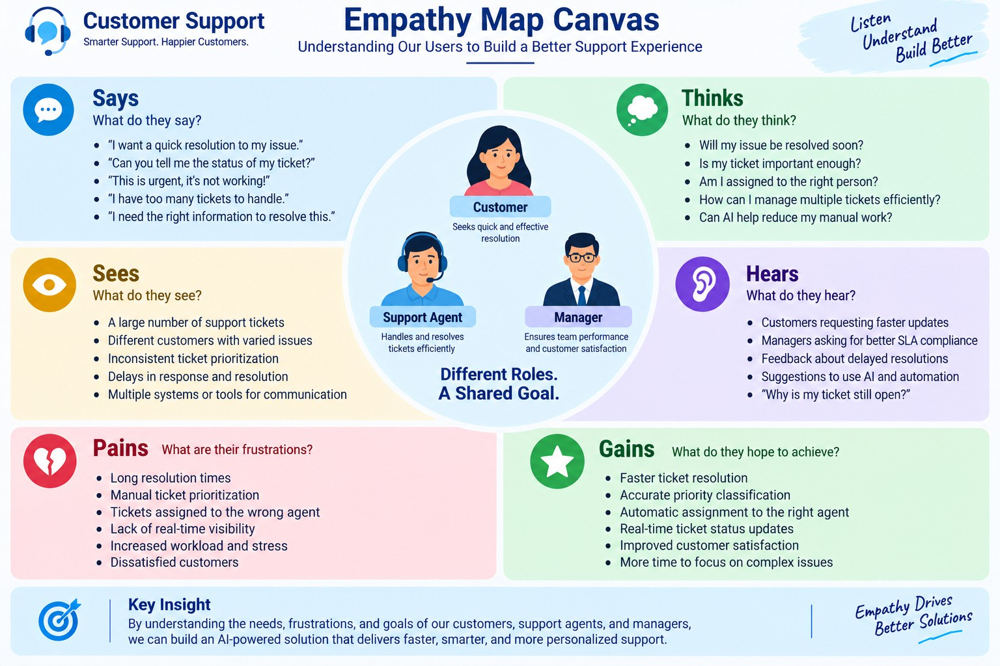 Customer Support
Smarter Support. Happier Customers.
Empathy Map Canvas
Understanding Our Users to Build a Better Support Experience
Listen
Understand
Build Better
Says
What do they say?
• “I want a quick resolution to my issue.”
• “Can you tell me the status of my ticket?”
• “This is urgent, it's not working!”
• “I have too many tickets to handle.”
• “I need the right information to resolve this.”
Thinks
What do they think?
• Will my issue be resolved soon?
• Is my ticket important enough?
• Am I assigned to the right person?
• How can I manage multiple tickets efficiently?
• Can AI help reduce my manual work?
Customer
Seeks quick and effective
resolution
Support Agent
Handles and resolves
tickets efficiently
Manager
Ensures team performance
and customer satisfaction
Different Roles.
A Shared Goal.
Sees
What do they see?
• A large number of support tickets
• Different customers with varied issues
• Inconsistent ticket prioritization
• Delays in response and resolution
• Multiple systems or tools for communication
Hears
What do they hear?
• Customers requesting faster updates
• Managers asking for better SLA compliance
• Feedback about delayed resolutions
• Suggestions to use AI and automation
• “Why is my ticket still open?”
Pains What are their frustrations?
• Long resolution times
• Manual ticket prioritization
• Tickets assigned to the wrong agent
• Lack of real-time visibility
• Increased workload and stress
• Dissatisfied customers
Gains What do they hope to achieve?
• Faster ticket resolution
• Accurate priority classification
• Automatic assignment to the right agent
• Real-time ticket status updates
• Improved customer satisfaction
• More time to focus on complex issues
Key Insight
By understanding the needs, frustrations, and goals of our customers, support agents, and managers,
we can build an AI-powered solution that delivers faster, smarter, and more personalized support.
Empathy Drives
Better Solutions